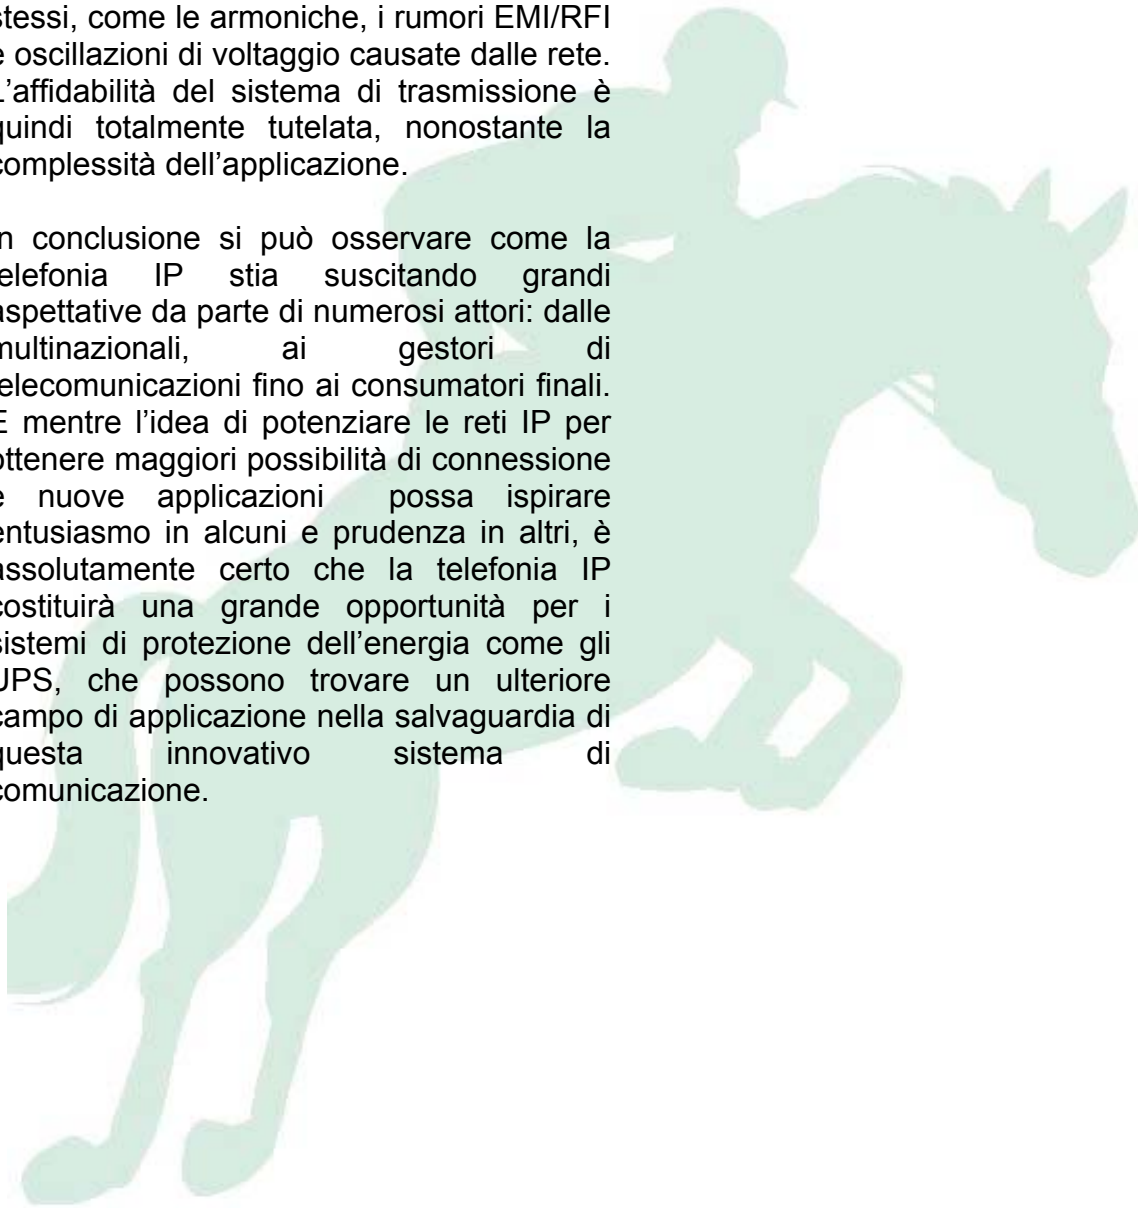 stessi, come le armoniche, i rumori EMI/RFI
e oscillazioni di voltaggio causate dalle rete.
L’affidabilità del sistema di trasmissione è
quindi totalmente tutelata, nonostante la
complessità dell’applicazione.
n conclusione si può osservare come la
elefonia IP stia suscitando grandi
aspettative da parte di numerosi attori: dalle
multinazionali, ai gestori di
elecomunicazioni fino ai consumatori finali.
E mentre l’idea di potenziare le reti IP per
ottenere maggiori possibilità di connessione
e nuove applicazioni possa ispirare
entusiasmo in alcuni e prudenza in altri, è
assolutamente certo che la telefonia IP
costituirà una grande opportunità per i
sistemi di protezione dell’energia come gli
UPS, che possono trovare un ulteriore
campo di applicazione nella salvaguardia di
questa innovativo sistema di
comunicazione.